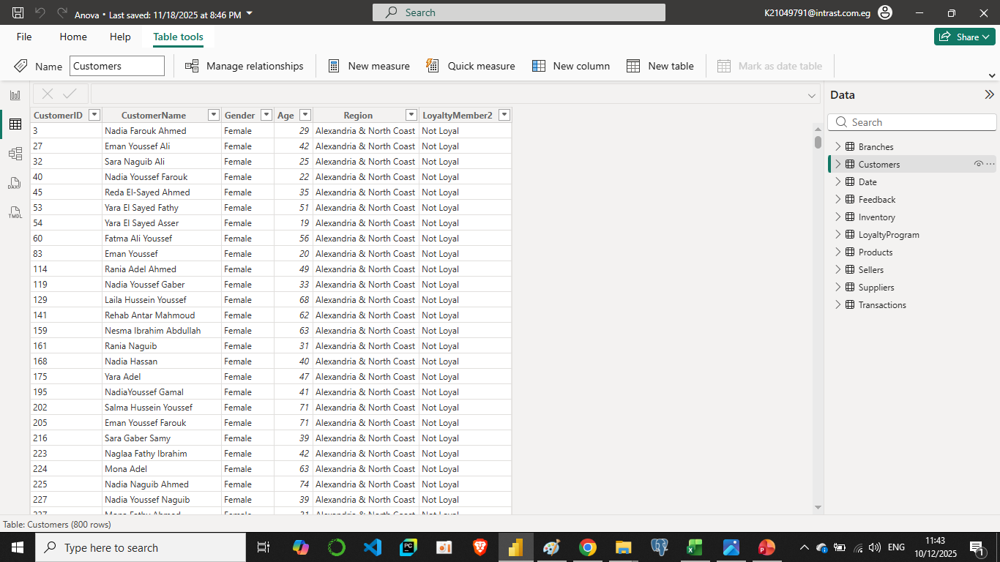 Anova • Last saved: 11/18/2025 at 8:46 PM
Search
K21049791@intrast.com.eg
File Home Help Table tools
Share
Name Customers Manage relationships New measure Quick measure New column New table Mark as date table
Data
Search
Branches
Customers
Date
Feedback
Inventory
LoyaltyProgram
Products
Sellers
Suppliers
Transactions
DAX
TMDL
CustomerID CustomerName Gender Age Region LoyaltyMember2
3 Nadia Farouk Ahmed Female 29 Alexandria & North Coast Not Loyal
27 Eman Youssef Ali Female 42 Alexandria & North Coast Not Loyal
32 Sara Naguib Ali Female 25 Alexandria & North Coast Not Loyal
40 Nadia Youssef Farouk Female 22 Alexandria & North Coast Not Loyal
45 Reda El-Sayed Ahmed Female 35 Alexandria & North Coast Not Loyal
53 Yara El Sayed Fathy Female 51 Alexandria & North Coast Not Loyal
54 Yara El Sayed Asser Female 19 Alexandria & North Coast Not Loyal
60 Fatma Ali Youssef Female 56 Alexandria & North Coast Not Loyal
83 Eman Youssef Female 20 Alexandria & North Coast Not Loyal
114 Rania Adel Ahmed Female 49 Alexandria & North Coast Not Loyal
119 Nadia Youssef Gaber Female 33 Alexandria & North Coast Not Loyal
129 Laila Hussein Youssef Female 68 Alexandria & North Coast Not Loyal
141 Rehab Antar Mahmoud Female 62 Alexandria & North Coast Not Loyal
159 Nesma Ibrahim Abdullah Female 63 Alexandria & North Coast Not Loyal
161 Rania Naguib Female 31 Alexandria & North Coast Not Loyal
168 Nadia Hassan Female 40 Alexandria & North Coast Not Loyal
175 Yara Adel Female 47 Alexandria & North Coast Not Loyal
195 NadiaYoussef Gamal Female 41 Alexandria & North Coast Not Loyal
202 Salma Hussein Youssef Female 71 Alexandria & North Coast Not Loyal
205 Eman Youssef Farouk Female 71 Alexandria & North Coast Not Loyal
216 Sara Gaber Samy Female 39 Alexandria & North Coast Not Loyal
223 Naglaa Fathy Ibrahim Female 42 Alexandria & North Coast Not Loyal
224 Mona Adel Female 63 Alexandria & North Coast Not Loyal
225 Nadia Naguib Ahmed Female 74 Alexandria & North Coast Not Loyal
227 Nadia Youssef Naguib Female 39 Alexandria & North Coast Not Loyal
Table: Customers (800 rows)
Type here to search
ENG
11:43
10/12/2025
1